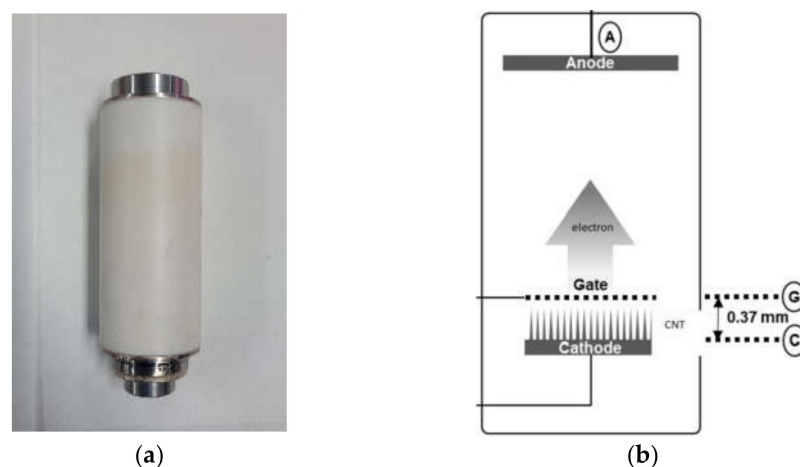 A
Anode
electron
Gate
G
0.37 mm
CNT
C
Cathode
(a)
(b)